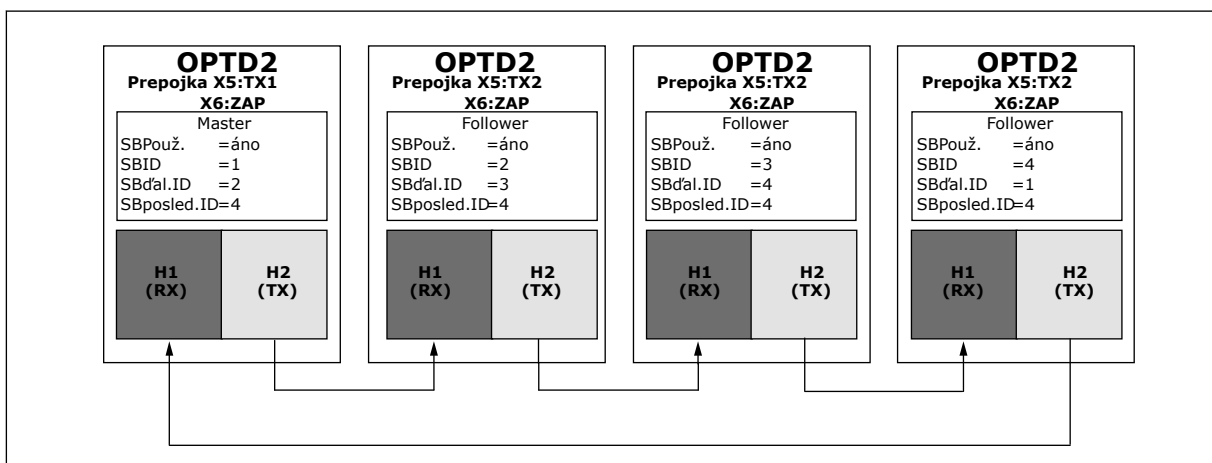 OPTD2
Prepojka X5:TX1
X6:ZAP
Master
SBPouž. =áno
SBID =1
SBďal.ID =2
SBposled.ID=4
H1
(RX)
H2
(TX)
OPTD2
Prepojka X5:TX2
X6:ZAP
Follower
SBPouž. =áno
SBID =2
SBďal.ID =3
SBposled.ID=4
H1
(RX)
H2
(TX)
OPTD2
Prepojka X5:TX2
X6:ZAP
Follower
SBPouž. =áno
SBID =3
SBďal.ID =4
SBposled.ID=4
H1
(RX)
H2
(TX)
OPTD2
Prepojka X5:TX2
X6:ZAP
Follower
SBPouž. =áno
SBID =4
SBďal.ID =1
SBposled.ID=4
H1
(RX)
H2
(TX)